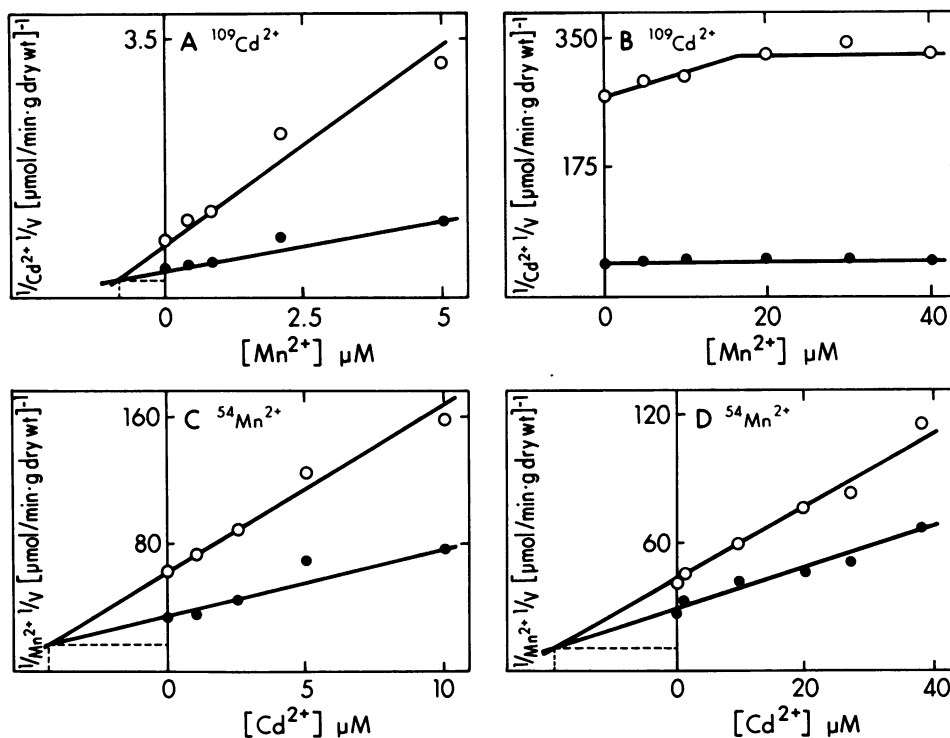 A 109Cd2+
3.5
1/Cd2+ 1/V [µmol/min·g dry wt]-1
0 2.5 5
[Mn2+] µM
B 109Cd2+
350
175
1/Cd2+ 1/V [µmol/min·g dry wt]-1
0 20 40
[Mn2+] µM
C 54Mn2+
160
80
1/Mn2+ 1/V [µmol/min·g dry wt]-1
0 5 10
[Cd2+] µM
D 54Mn2+
120
60
1/Mn2+ 1/V [µmol/min·g dry wt]-1
0 20 40
[Cd2+] µM